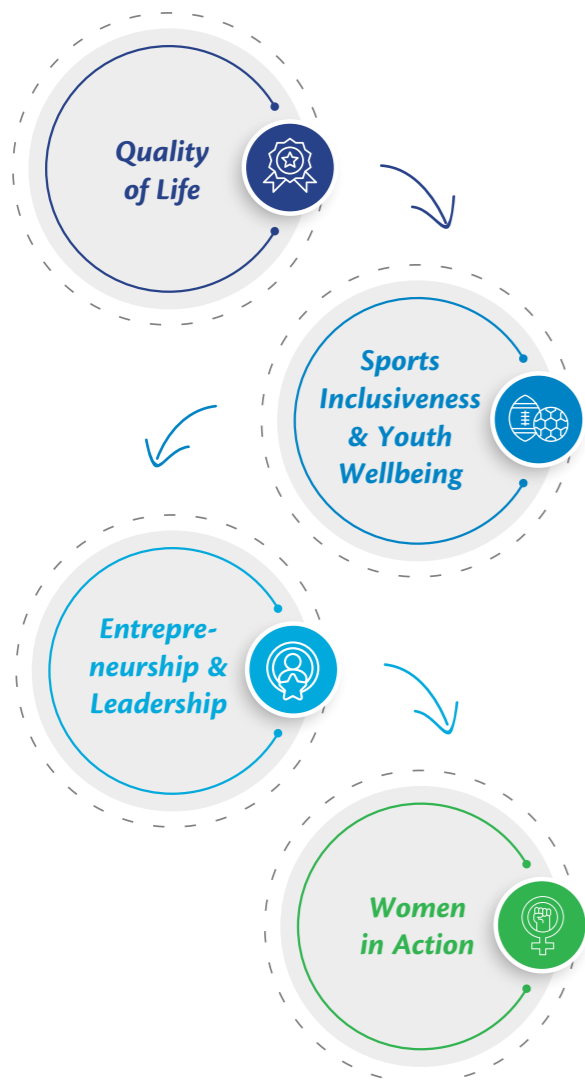 Quality
of Life
Sports
Inclusiveness
& Youth
Wellbeing
Entrepre-
neurship &
Leadership
Women
in Action